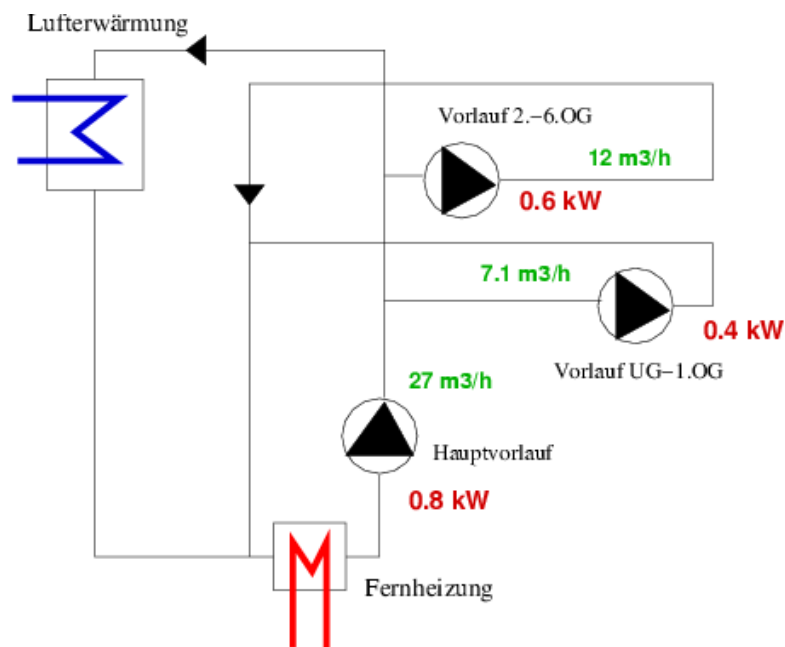 Lufterwärmung
Vorlauf 2.−6.OG
12 m3/h
0.6 kW
7.1 m3/h
0.4 kW
Vorlauf UG−1.OG
27 m3/h
Hauptvorlauf
0.8 kW
Fernheizung